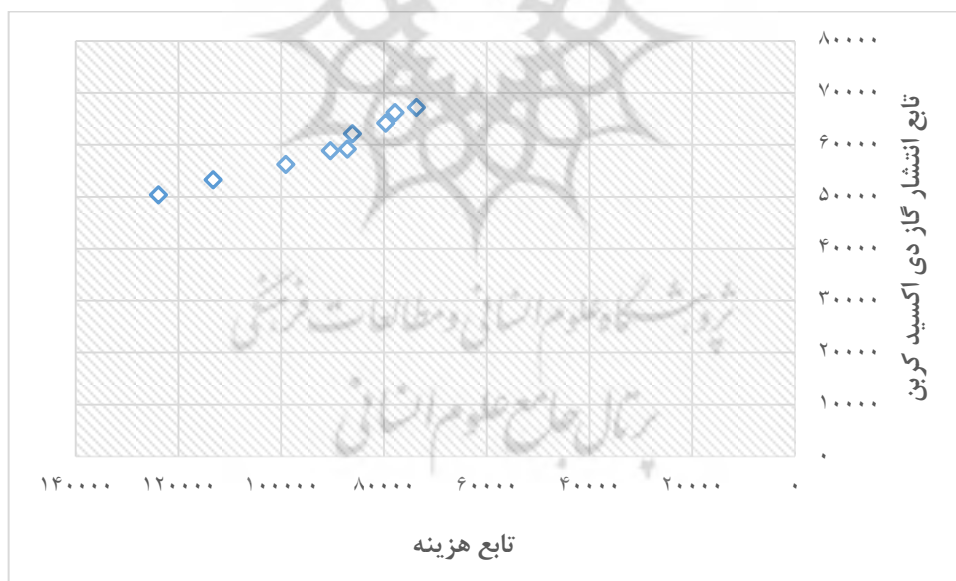 ۸۰۰۰۰
۷۰۰۰۰
۶۰۰۰۰
۵۰۰۰۰
۴۰۰۰۰
۳۰۰۰۰
۲۰۰۰۰
۱۰۰۰۰
۰
تابع انتشار گاز دی اکسید کربن
پژوهشگاه علوم انسانی و مطالعات فرهنگی
پرتال جامع علوم انسانی
۰ ۲۰۰۰۰ ۴۰۰۰۰ ۶۰۰۰۰ ۸۰۰۰۰ ۱۰۰۰۰۰ ۱۲۰۰۰۰ ۱۴۰۰۰۰
تابع هزینه